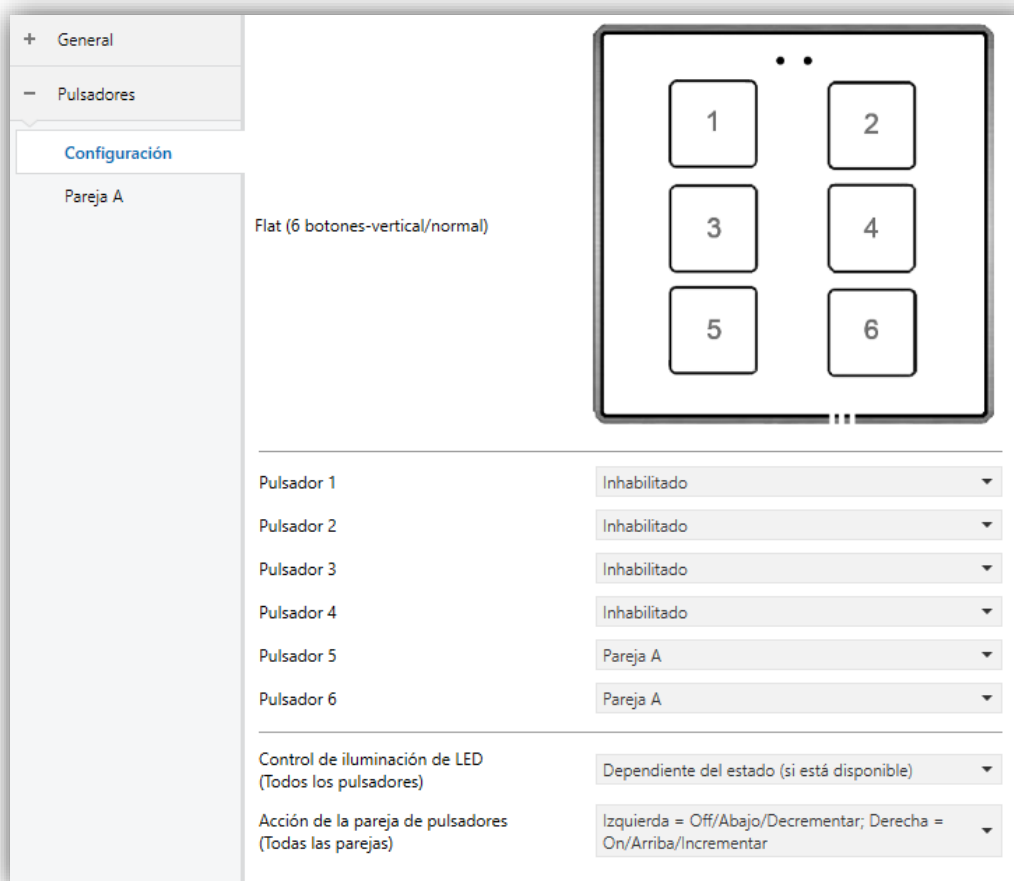 + General
− Pulsadores
Configuración
Pareja A
Flat (6 botones-vertical/normal)
1
2
3
4
5
6
Pulsador 1
Inhabilitado
Pulsador 2
Inhabilitado
Pulsador 3
Inhabilitado
Pulsador 4
Inhabilitado
Pulsador 5
Pareja A
Pulsador 6
Pareja A
Control de iluminación de LED
(Todos los pulsadores)
Dependiente del estado (si está disponible)
Acción de la pareja de pulsadores
(Todas las parejas)
Izquierda = Off/Abajo/Decrementar; Derecha =
On/Arriba/Incrementar